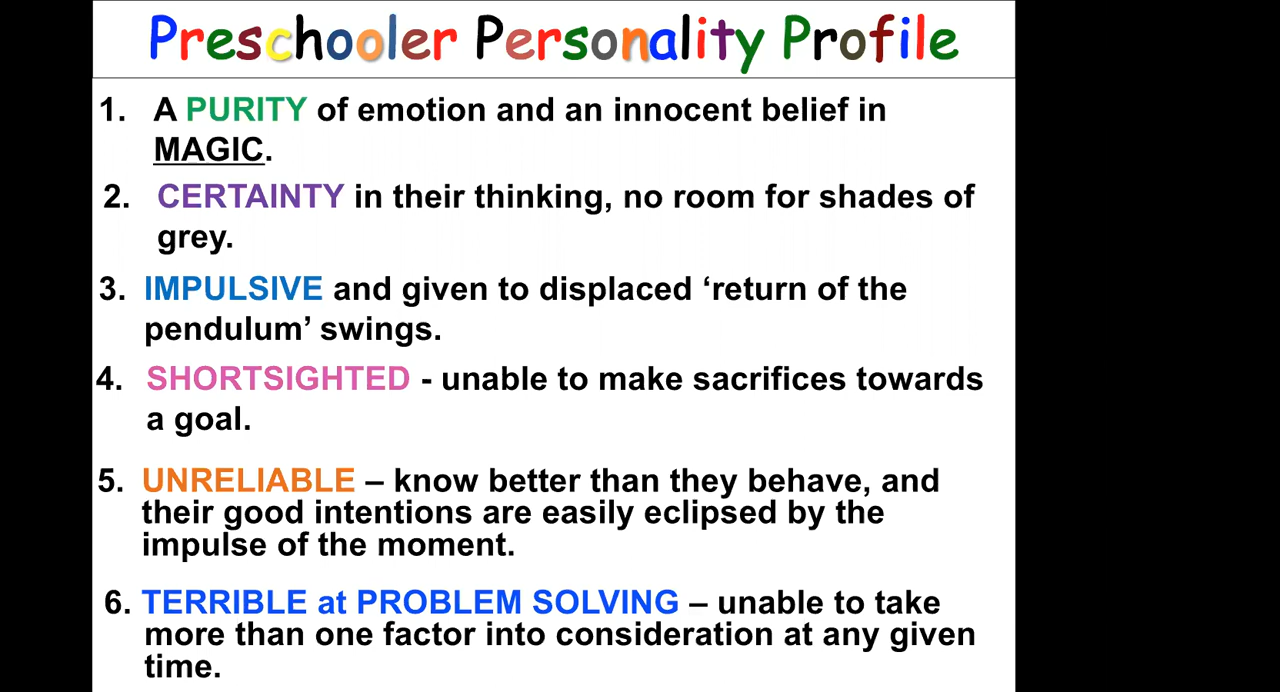 Preschooler Personality Profile
1. A PURITY of emotion and an innocent belief in
MAGIC.
2. CERTAINTY in their thinking, no room for shades of
grey.
3. IMPULSIVE and given to displaced ‘return of the
pendulum’ swings.
4. SHORTSIGHTED - unable to make sacrifices towards
a goal.
5. UNRELIABLE – know better than they behave, and
their good intentions are easily eclipsed by the
impulse of the moment.
6. TERRIBLE at PROBLEM SOLVING – unable to take
more than one factor into consideration at any given
time.